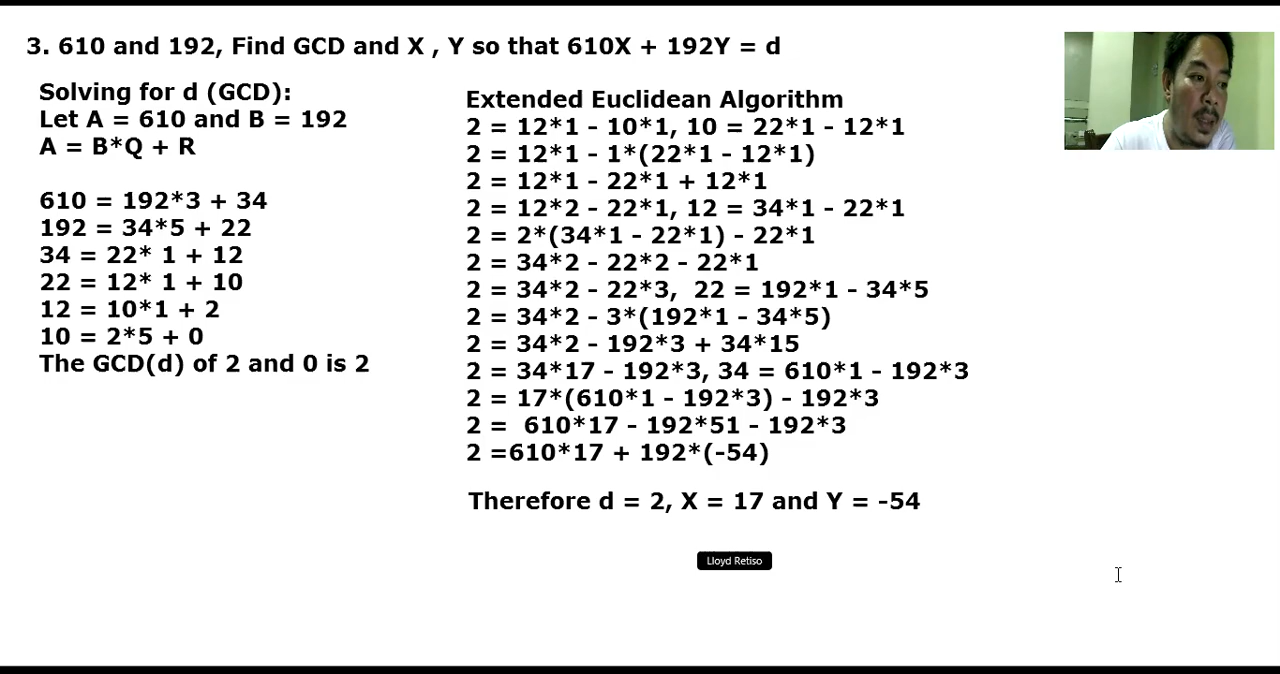 3. 610 and 192, Find GCD and X , Y so that 610X + 192Y = d
Solving for d (GCD):
Let A = 610 and B = 192
A = B*Q + R
610 = 192*3 + 34
192 = 34*5 + 22
34 = 22* 1 + 12
22 = 12* 1 + 10
12 = 10*1 + 2
10 = 2*5 + 0
The GCD(d) of 2 and 0 is 2
Extended Euclidean Algorithm
2 = 12*1 - 10*1, 10 = 22*1 - 12*1
2 = 12*1 - 1*(22*1 - 12*1)
2 = 12*1 - 22*1 + 12*1
2 = 12*2 - 22*1, 12 = 34*1 - 22*1
2 = 2*(34*1 - 22*1) - 22*1
2 = 34*2 - 22*2 - 22*1
2 = 34*2 - 22*3, 22 = 192*1 - 34*5
2 = 34*2 - 3*(192*1 - 34*5)
2 = 34*2 - 192*3 + 34*15
2 = 34*17 - 192*3, 34 = 610*1 - 192*3
2 = 17*(610*1 - 192*3) - 192*3
2 = 610*17 - 192*51 - 192*3
2 =610*17 + 192*(-54)
Therefore d = 2, X = 17 and Y = -54
Lloyd Retiso